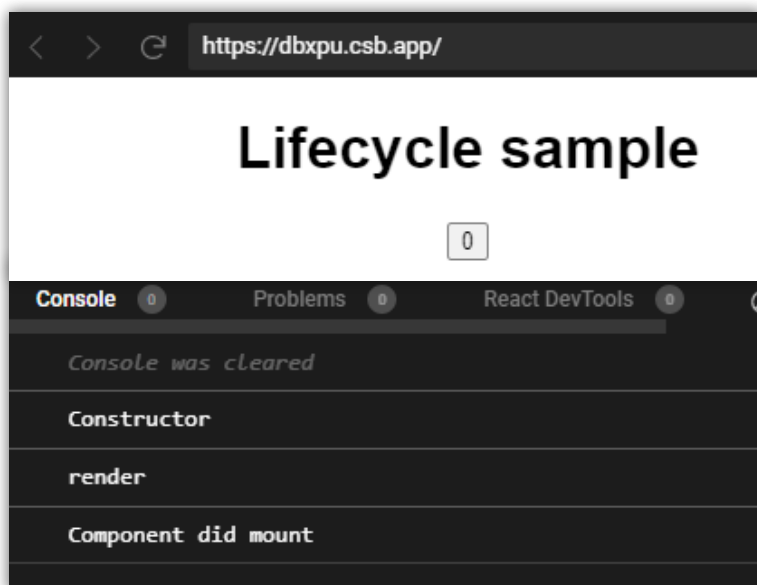 https://dbxpu.csb.app/
Lifecycle sample
0
Console 0 Problems 0 React DevTools 0
Console was cleared
Constructor
render
Component did mount